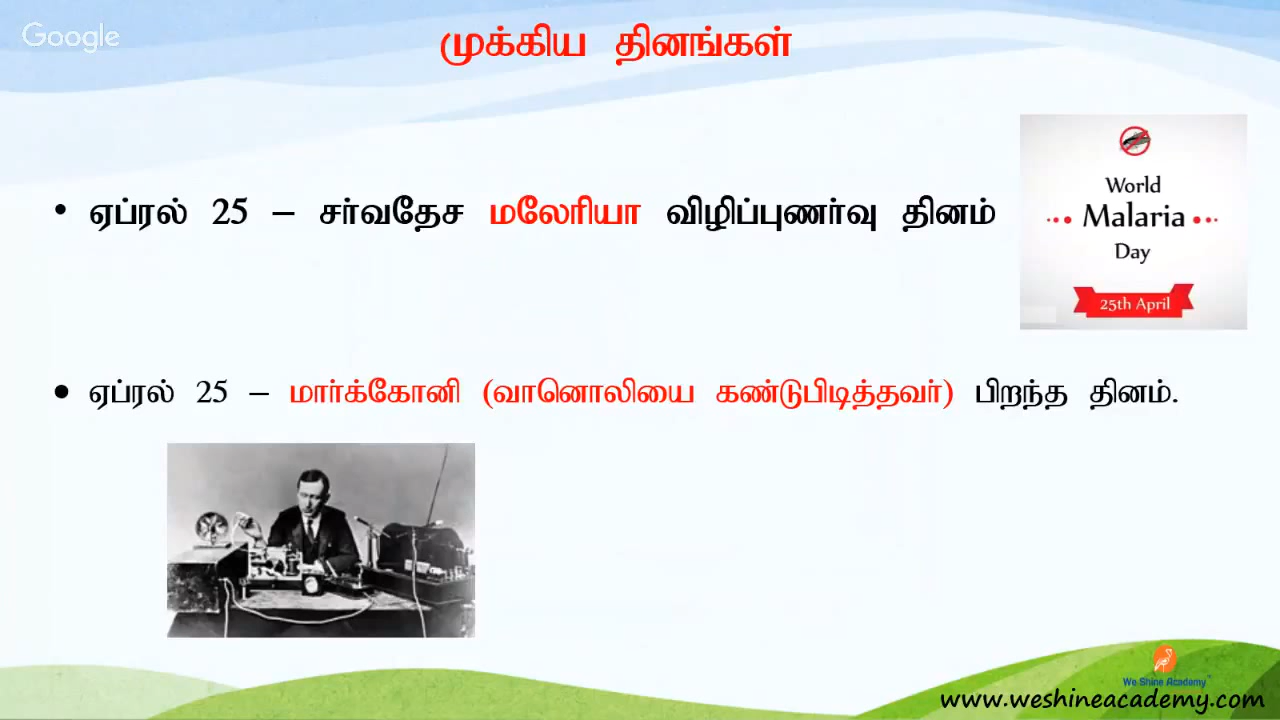 Google
முக்கிய தினங்கள்
• ஏப்ரல் 25 – சர்வதேச மலேரியா விழிப்புணர்வு தினம்
World
Malaria
Day
25th April
• ஏப்ரல் 25 – மார்க்கோனி (வானொலியை கண்டுபிடித்தவர்) பிறந்த தினம்.
We Shine Academy
www.weshineacademy.com